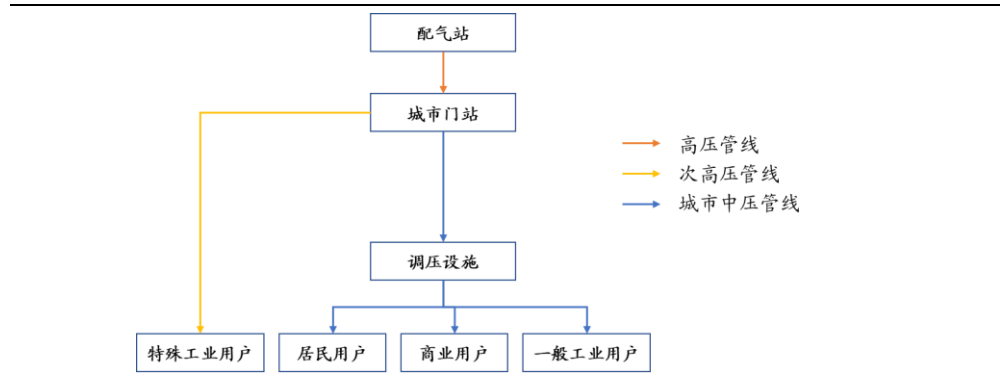 配气站
城市门站
高压管线
次高压管线
城市中压管线
调压设施
特殊工业用户
居民用户
商业用户
一般工业用户